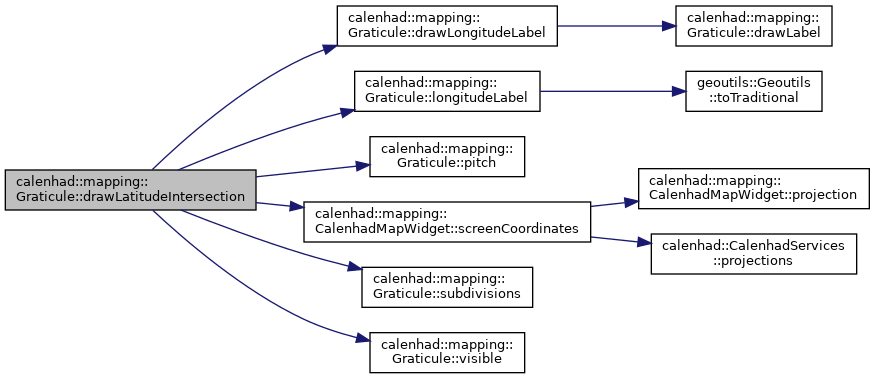 calenhad::mapping::
Graticule::drawLatitudeIntersection
calenhad::mapping::
Graticule::drawLongitudeLabel
calenhad::mapping::
Graticule::drawLabel
calenhad::mapping::
Graticule::longitudeLabel
geoutils::Geoutils
::toTraditional
calenhad::mapping::
Graticule::pitch
calenhad::mapping::
CalenhadMapWidget::screenCoordinates
calenhad::mapping::
CalenhadMapWidget::projection
calenhad::CalenhadServices
::projections
calenhad::mapping::
Graticule::subdivisions
calenhad::mapping::
Graticule::visible